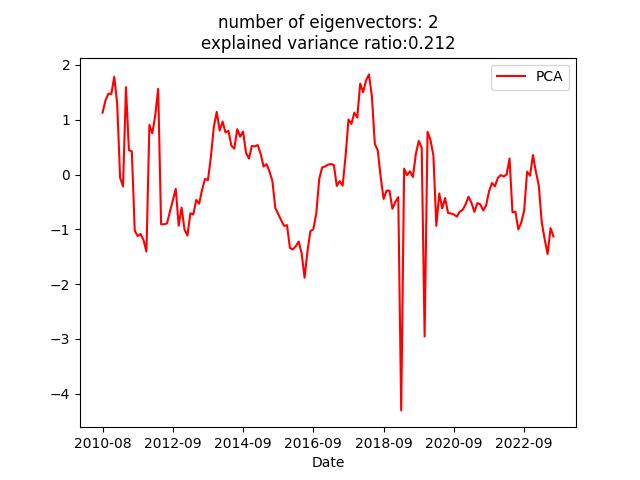 number of eigenvectors: 2
explained variance ratio:0.212
PCA
2
1
0
−1
−2
−3
−4
2010-08 2012-09 2014-09 2016-09 2018-09 2020-09 2022-09
Date